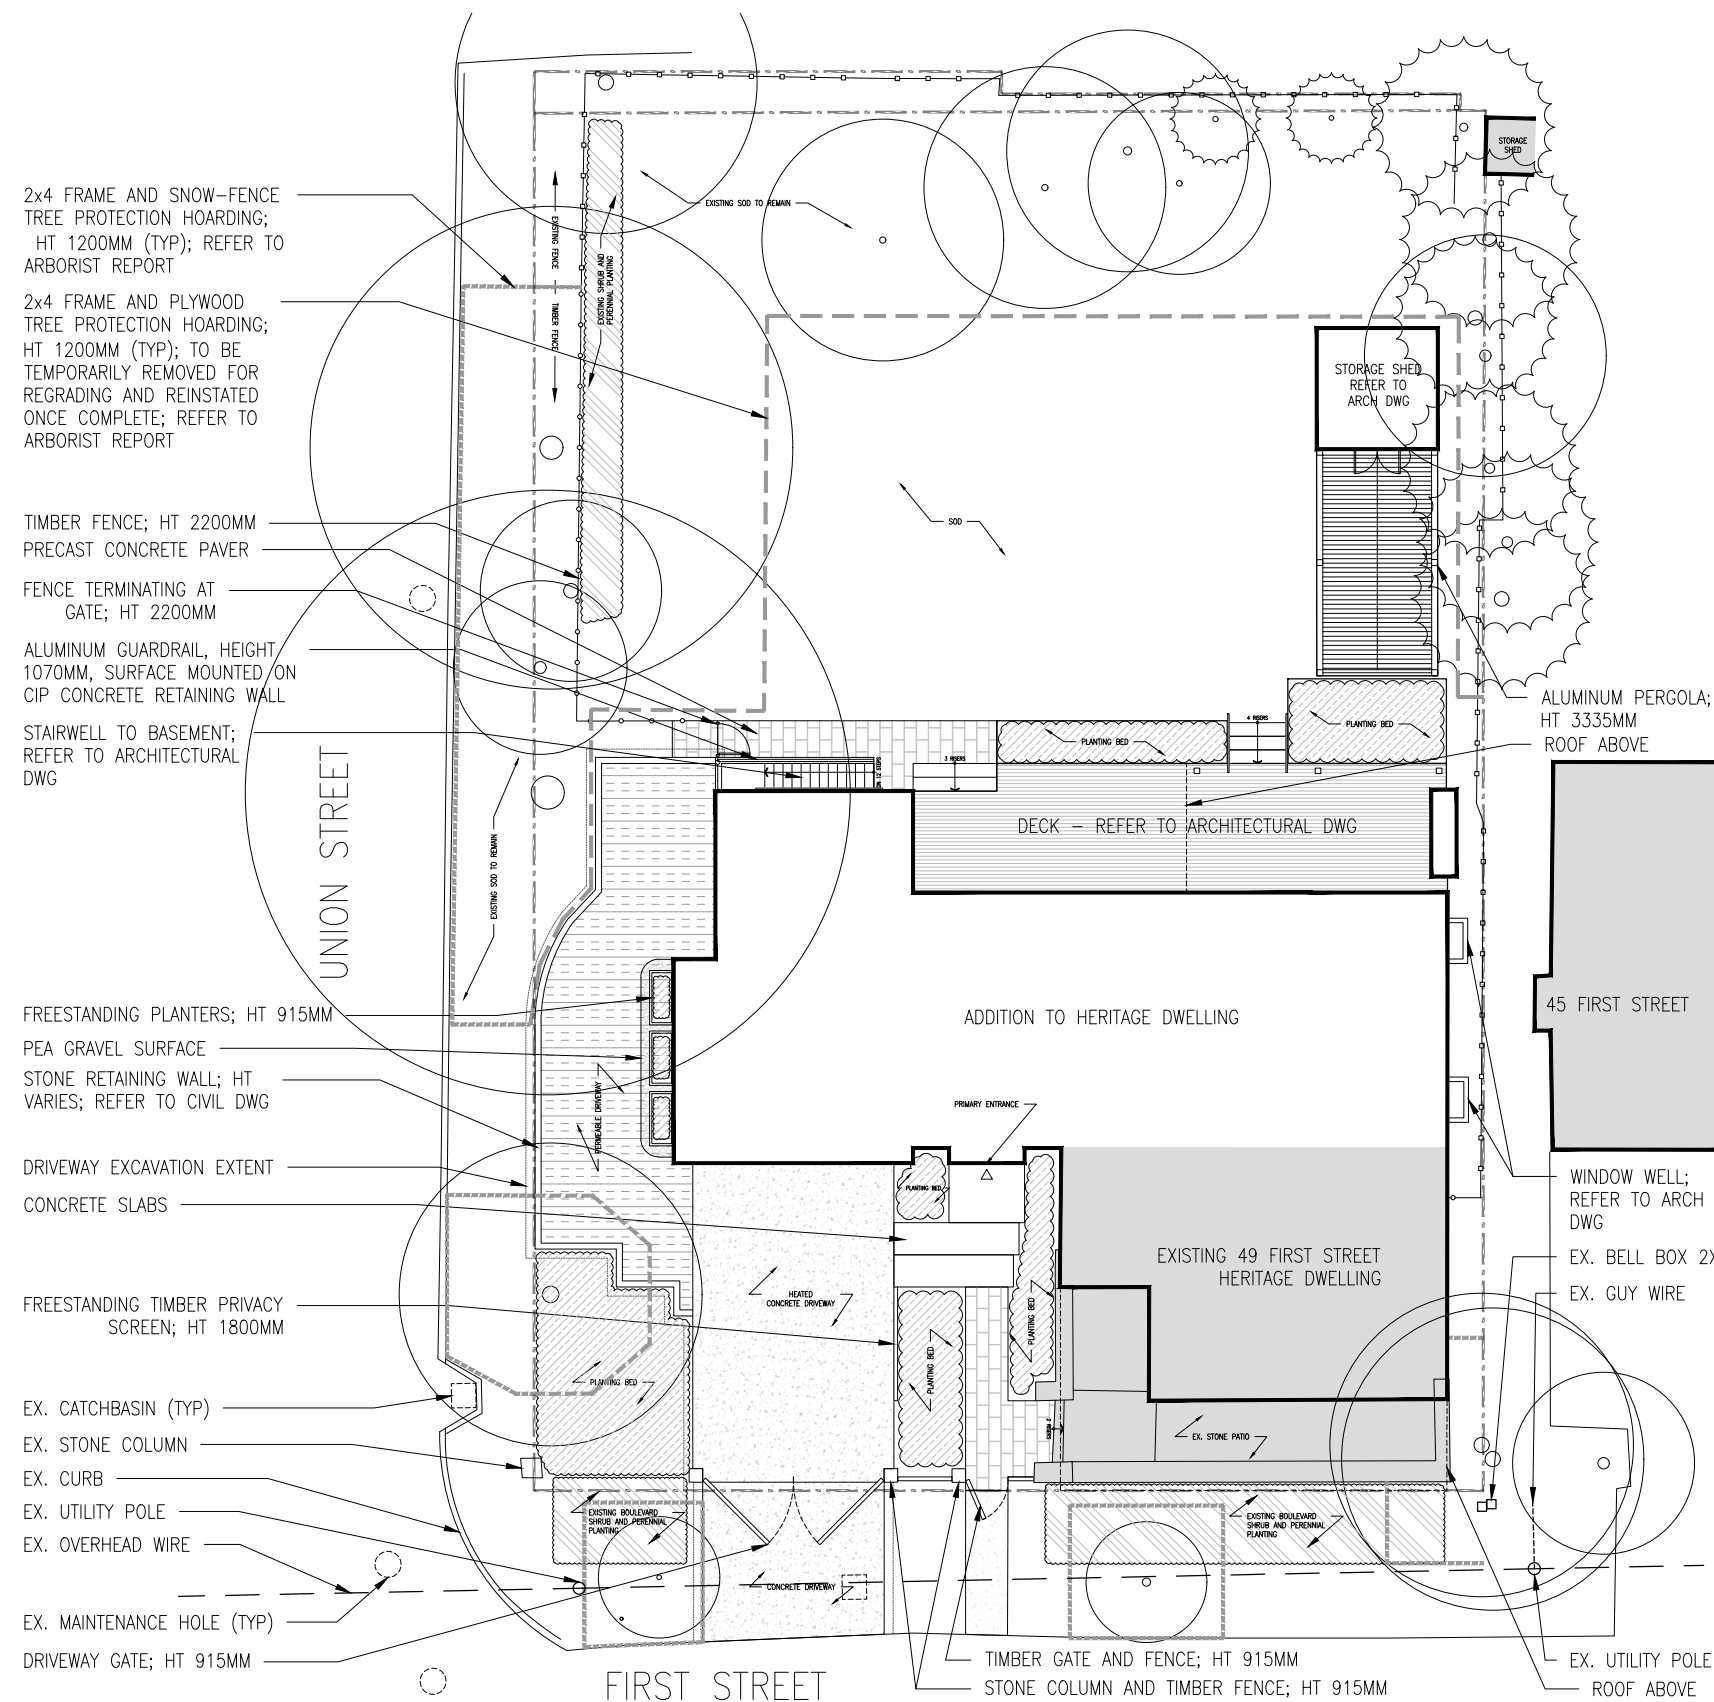 2x4 FRAME AND SNOW-FENCE
TREE PROTECTION HOARDING;
HT 1200MM (TYP); REFER TO
ARBORIST REPORT
2x4 FRAME AND PLYWOOD
TREE PROTECTION HOARDING;
HT 1200MM (TYP); TO BE
TEMPORARILY REMOVED FOR
REGRADING AND REINSTATED
ONCE COMPLETE; REFER TO
ARBORIST REPORT
TIMBER FENCE; HT 2200MM
PRECAST CONCRETE PAVER
FENCE TERMINATING AT
GATE; HT 2200MM
ALUMINUM GUARDRAIL, HEIGHT
1070MM, SURFACE MOUNTED ON
CIP CONCRETE RETAINING WALL
STAIRWELL TO BASEMENT;
REFER TO ARCHITECTURAL
DWG
UNION STREET
FREESTANDING PLANTERS; HT 915MM
PEA GRAVEL SURFACE
STONE RETAINING WALL; HT
VARIES; REFER TO CIVIL DWG
DRIVEWAY EXCAVATION EXTENT
CONCRETE SLABS
FREESTANDING TIMBER PRIVACY
SCREEN; HT 1800MM
EX. CATCHBASIN (TYP)
EX. STONE COLUMN
EX. CURB
EX. UTILITY POLE
EX. OVERHEAD WIRE
EX. MAINTENANCE HOLE (TYP)
DRIVEWAY GATE; HT 915MM
EXISTING FENCE
TIMBER FENCE
EXISTING SHRUB AND
PERENNIAL PLANTING
EXISTING SOD TO REMAIN
STORAGE
SHED
STORAGE SHED
REFER TO
ARCH DWG
SOD
EXISTING SOD TO REMAIN
PLANTING BED
4 RISERS
PLANTING BED
3 RISERS
DN 12 STEPS
DECK - REFER TO ARCHITECTURAL DWG
ALUMINUM PERGOLA;
HT 3335MM
ROOF ABOVE
45 FIRST STREET
ADDITION TO HERITAGE DWELLING
PERMEABLE DRIVEWAY
PRIMARY ENTRANCE
PLANTING BED
WINDOW WELL;
REFER TO ARCH
DWG
EXISTING 49 FIRST STREET
HERITAGE DWELLING
EX. BELL BOX 2X
EX. GUY WIRE
HEATED
CONCRETE DRIVEWAY
PLANTING BED
PLANTING BED
PLANTING BED
2 RISERS
EX. STONE PATIO
EXISTING BOULEVARD
SHRUB AND PERENNIAL
PLANTING
EXISTING BOULEVARD
SHRUB AND PERENNIAL
PLANTING
CONCRETE DRIVEWAY
TIMBER GATE AND FENCE; HT 915MM
STONE COLUMN AND TIMBER FENCE; HT 915MM
EX. UTILITY POLE
ROOF ABOVE
FIRST STREET